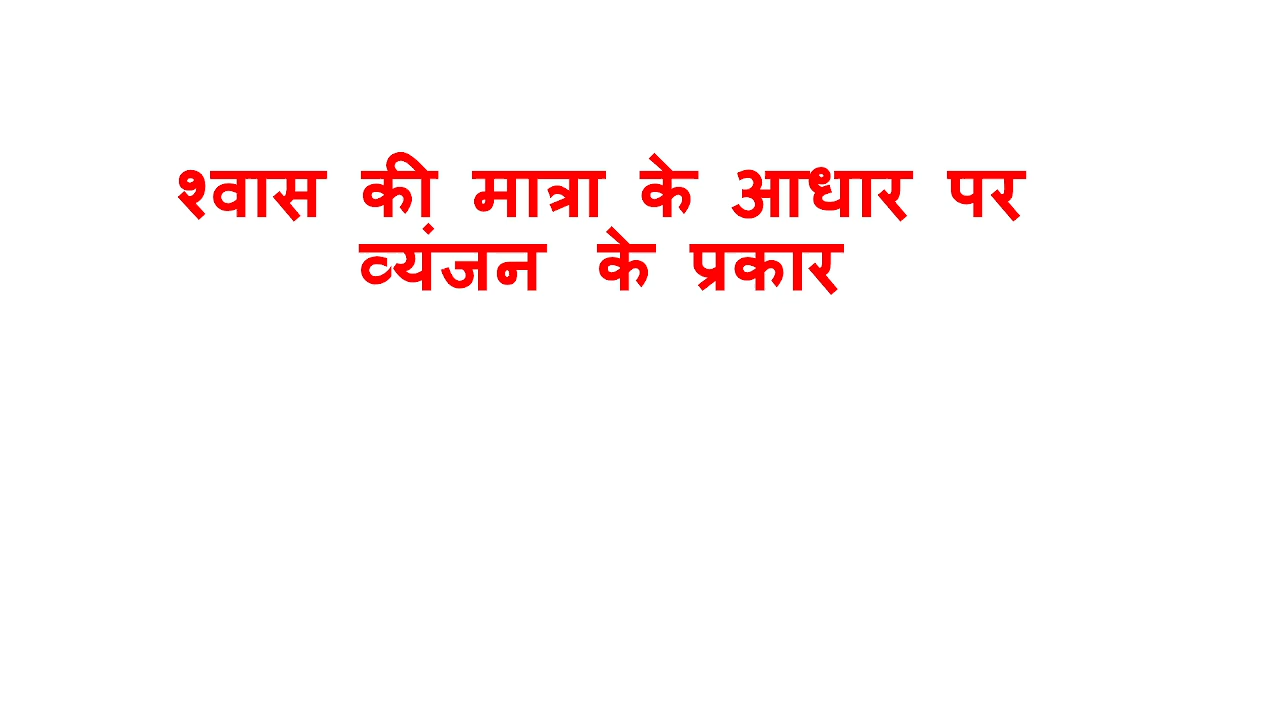 श्वास की मात्रा के आधार पर
व्यंजन के प्रकार